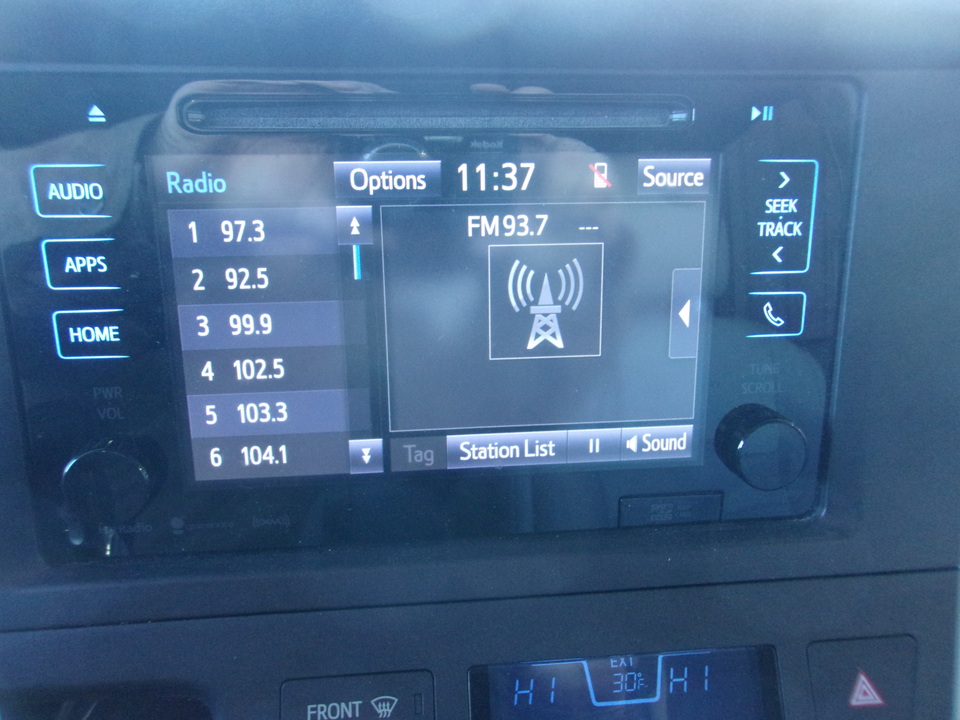 AUDIO
APPS
HOME
PWR
VOL
Radio
Options
11:37
Source
1 97.3
2 92.5
3 99.9
4 102.5
5 103.3
6 104.1
FM 93.7 ---
Tag
Station List
Sound
SEEK
TRACK
TUNE
SCROLL
FRONT
HI
EXT
30°F
HI